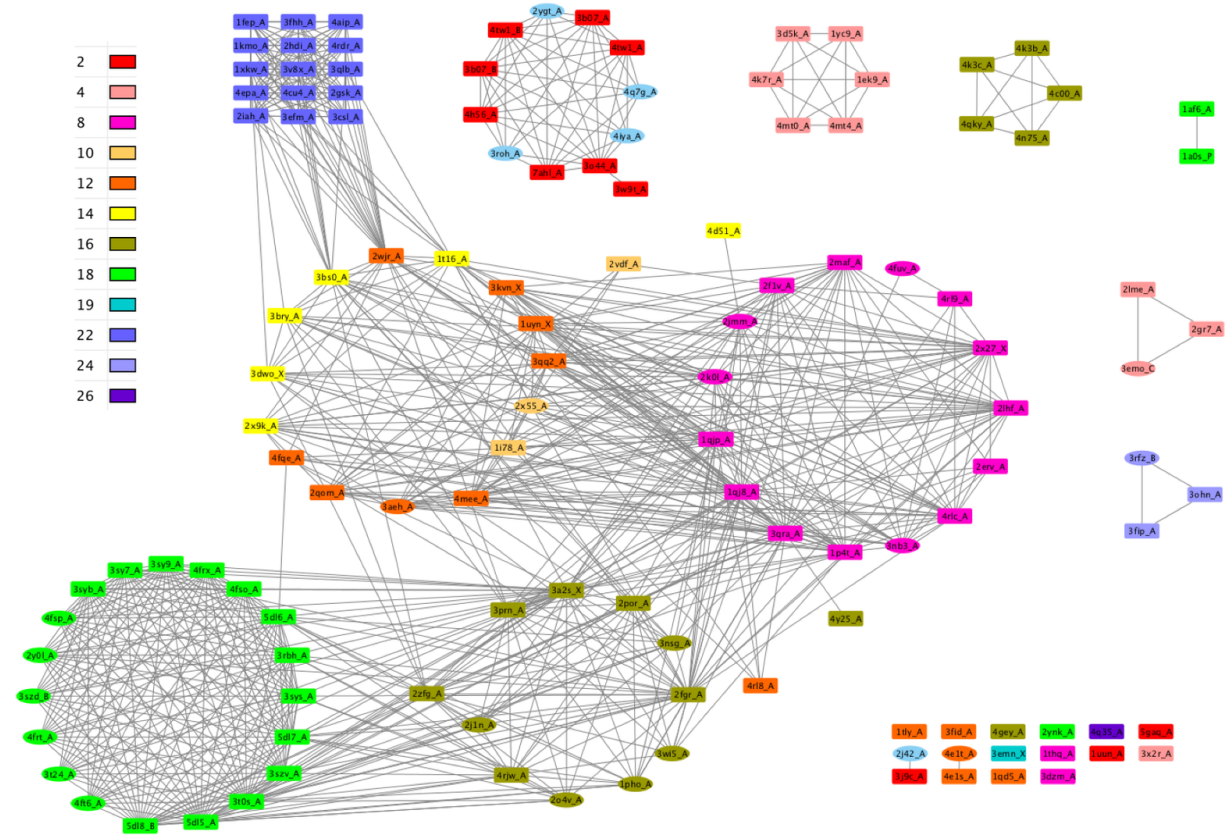 2
4
8
10
12
14
16
18
19
22
24
26
1fep_A 3fhh_A 4aip_A
1kmo_A 2hdi_A 4rdr_A
1xkw_A 3v8x_A 3qlb_A
4epa_A 4cu4_A 2gsk_A
2iah_A 3efm_A 3csl_A
2ygt_A
3b07_A
4tw1_B
4tw1_A
3b07_B
4q7g_A
4h56_A
4iya_A
3roh_A
1o44_A
7ahl_A
3w9t_A
3d5k_A 1yc9_A
4k7r_A 1ek9_A
4mt0_A 4mt4_A
4k3b_A
4k3c_A
4c00_A
4qky_A
4n75_A
1af6_A
1a0s_P
4d51_A
2wjr_A
1t16_A
2vdf_A
2maf_A
4fuv_A
3bs0_A
3kvn_X
2f1v_A
4rl9_A
3bry_A
1uyn_X
2jmm_A
2x27_X
3qq2_A
3dwo_X
2k0l_A
2x55_A
2lhf_A
2x9k_A
1i78_A
1qjp_A
4fqe_A
2erv_A
2qom_A
3aeh_A
4mee_A
1qj8_A
4rlc_A
3qra_A
1p4t_A
3nb3_A
2lme_A
2gr7_A
3emo_C
3rfz_B
3ohn_A
3fip_A
3sy9_A
3sy7_A
4frx_A
3syb_A
4fso_A
4fsp_A
5dl6_A
2y0l_A
3rbh_A
3szd_B
3sys_A
4frt_A
5dl7_A
3t24_A
3szv_A
4ft6_A
3t0s_A
5dl8_B
5dl5_A
3a2s_X
3prn_A
2por_A
4y25_A
3nsg_A
2zfg_A
2fgr_A
4rl8_A
2j1n_A
3wi5_A
4rjw_A
1pho_A
2o4v_A
1tly_A 3fid_A 4gey_A 2ynk_A 4q35_A 5gaq_A
2j42_A 4e1t_A 3emn_X 1thq_A 1uun_A 3x2r_A
3j9c_A 4e1s_A 1qd5_A 3dzm_A